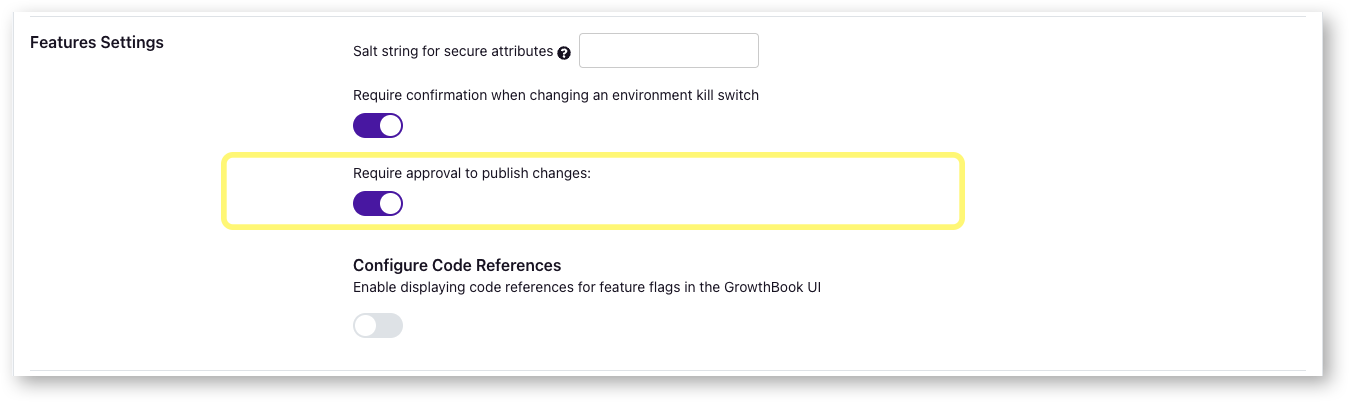 Features Settings
Salt string for secure attributes ?
Require confirmation when changing an environment kill switch
Require approval to publish changes:
Configure Code References
Enable displaying code references for feature flags in the GrowthBook UI